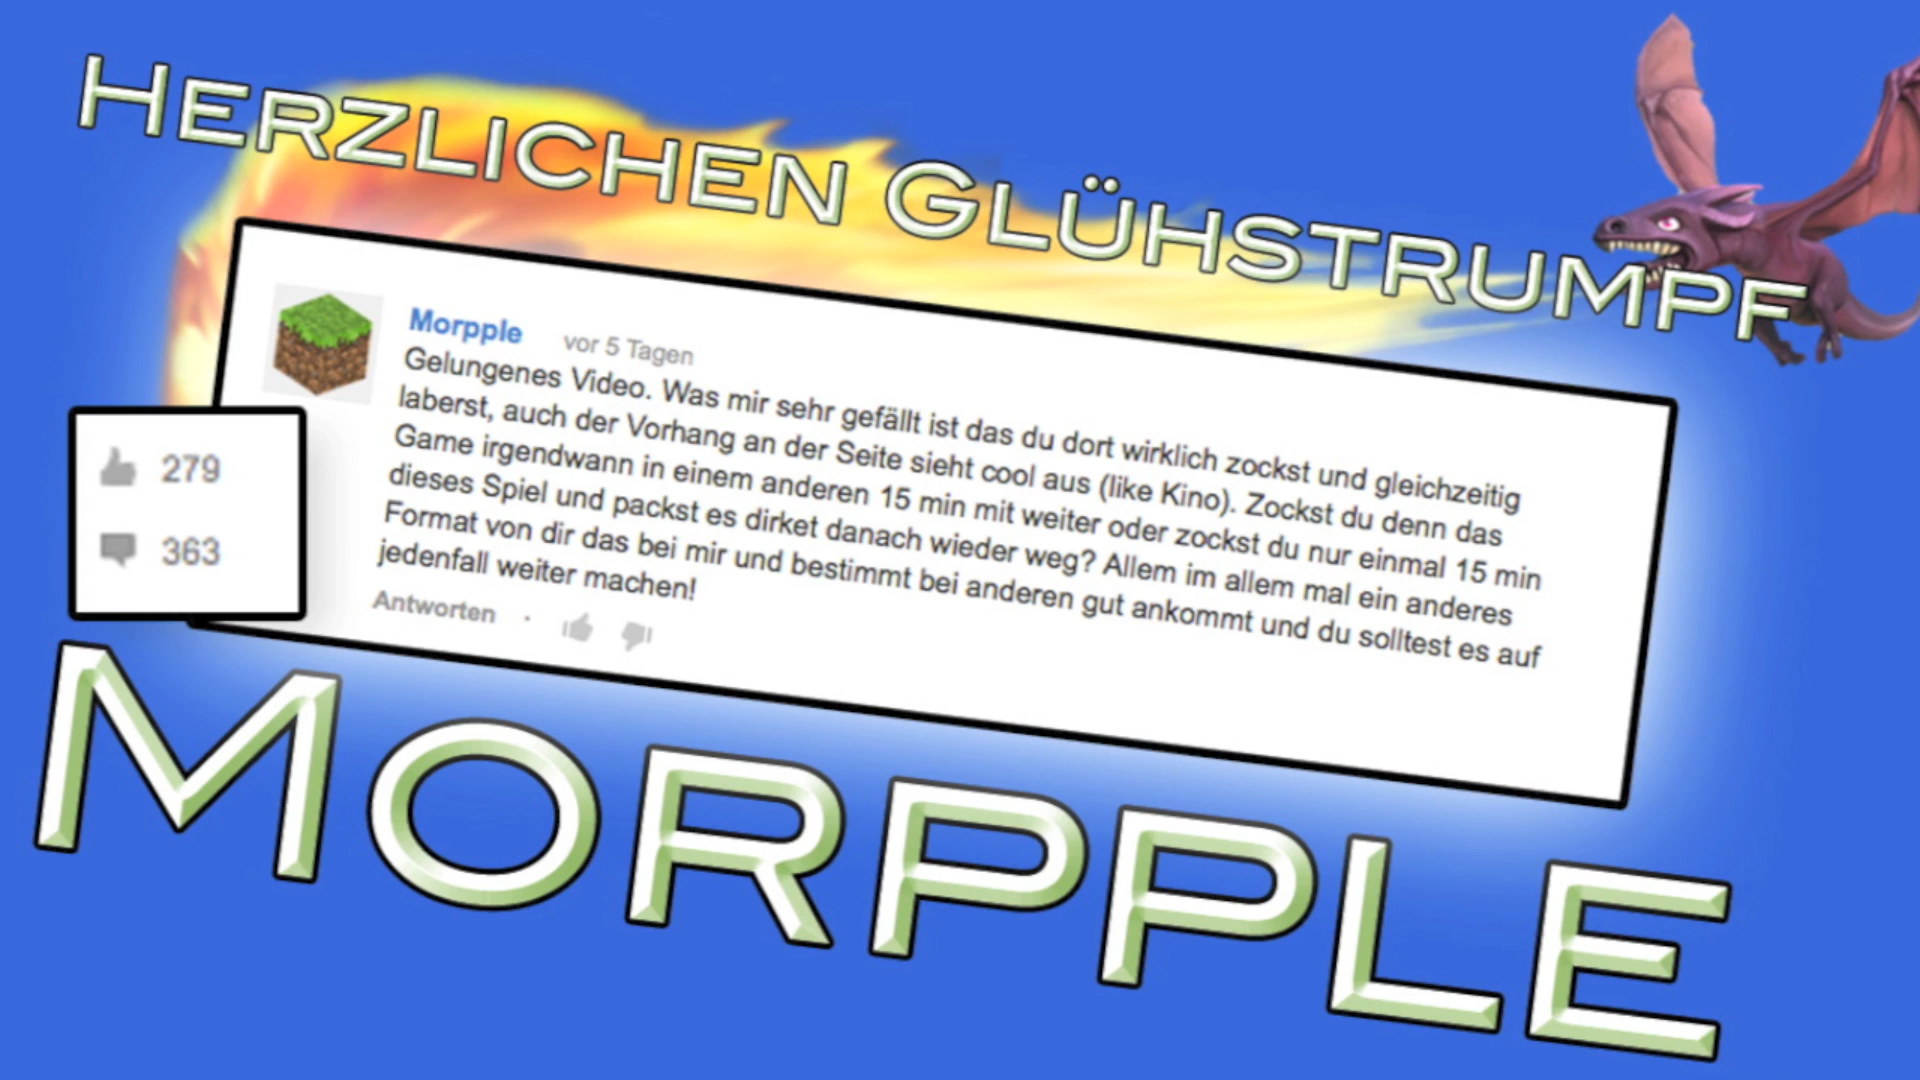 HERZLICHEN GLÜHSTRUMPF
Morpple vor 5 Tagen
Gelungenes Video. Was mir sehr gefällt ist das du dort wirklich zockst und gleichzeitig
laberst, auch der Vorhang an der Seite sieht cool aus (like Kino). Zockst du denn das
Game irgendwann in einem anderen 15 min mit weiter oder zockst du nur einmal 15 min
dieses Spiel und packst es dirket danach wieder weg? Allem im allem mal ein anderes
Format von dir das bei mir und bestimmt bei anderen gut ankommt und du solltest es auf
jedenfall weiter machen!
Antworten ·
279
363
MORPPLE